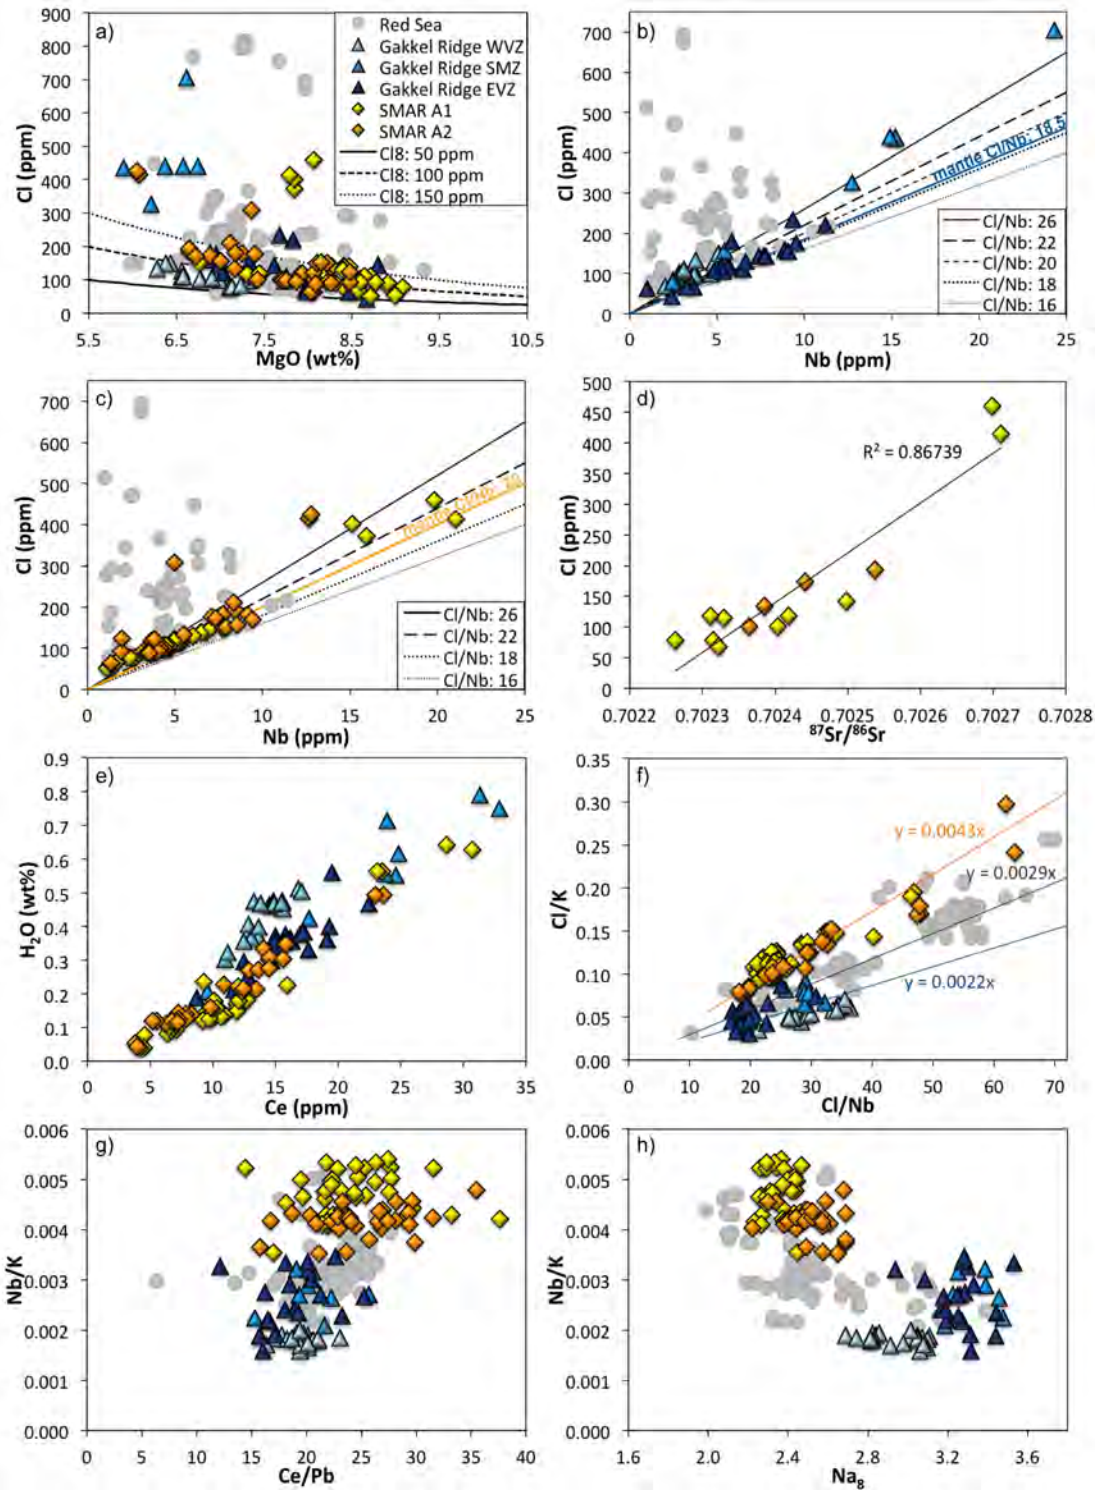 a)
900
800
700
600
500
400
300
200
100
0
Cl (ppm)
5.5 6.5 7.5 8.5 9.5 10.5
MgO (wt%)
Red Sea
Gakkel Ridge WVZ
Gakkel Ridge SMZ
Gakkel Ridge EVZ
SMAR A1
SMAR A2
Cl8: 50 ppm
Cl8: 100 ppm
Cl8: 150 ppm
b)
700
600
500
400
300
200
100
0
Cl (ppm)
0 5 10 15 20 25
Nb (ppm)
mantle Cl/Nb: 18.5
Cl/Nb: 26
Cl/Nb: 22
Cl/Nb: 20
Cl/Nb: 18
Cl/Nb: 16
c)
700
600
500
400
300
200
100
0
Cl (ppm)
0 5 10 15 20 25
Nb (ppm)
mantle Cl/Nb: 20
Cl/Nb: 26
Cl/Nb: 22
Cl/Nb: 18
Cl/Nb: 16
d)
500
450
400
350
300
250
200
150
100
50
0
Cl (ppm)
R² = 0.86739
0.70222 0.70223 0.70224 0.70225 0.70226 0.70227 0.70228
⁸⁷Sr/⁸⁶Sr
e)
0.9
0.8
0.7
0.6
0.5
0.4
0.3
0.2
0.1
0.0
H₂O (wt%)
0 5 10 15 20 25 30 35
Ce (ppm)
f)
0.35
0.30
0.25
0.20
0.15
0.10
0.05
0.00
Cl/K
y = 0.0043x
y = 0.0029x
y = 0.0022x
0 10 20 30 40 50 60 70
Cl/Nb
g)
0.006
0.005
0.004
0.003
0.002
0.001
0.000
Nb/K
0 10 20 30 40
Ce/Pb
h)
0.006
0.005
0.004
0.003
0.002
0.001
0.000
Nb/K
1.6 2.0 2.4 2.8 3.2 3.6
Na₈